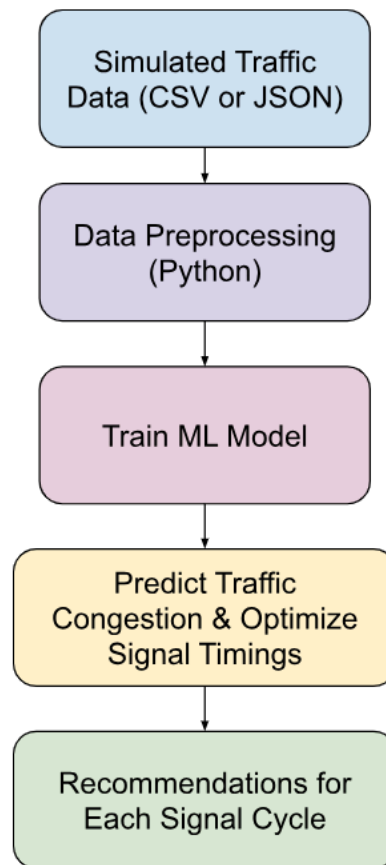 Simulated Traffic
Data (CSV or JSON)
Data Preprocessing
(Python)
Train ML Model
Predict Traffic
Congestion & Optimize
Signal Timings
Recommendations for
Each Signal Cycle